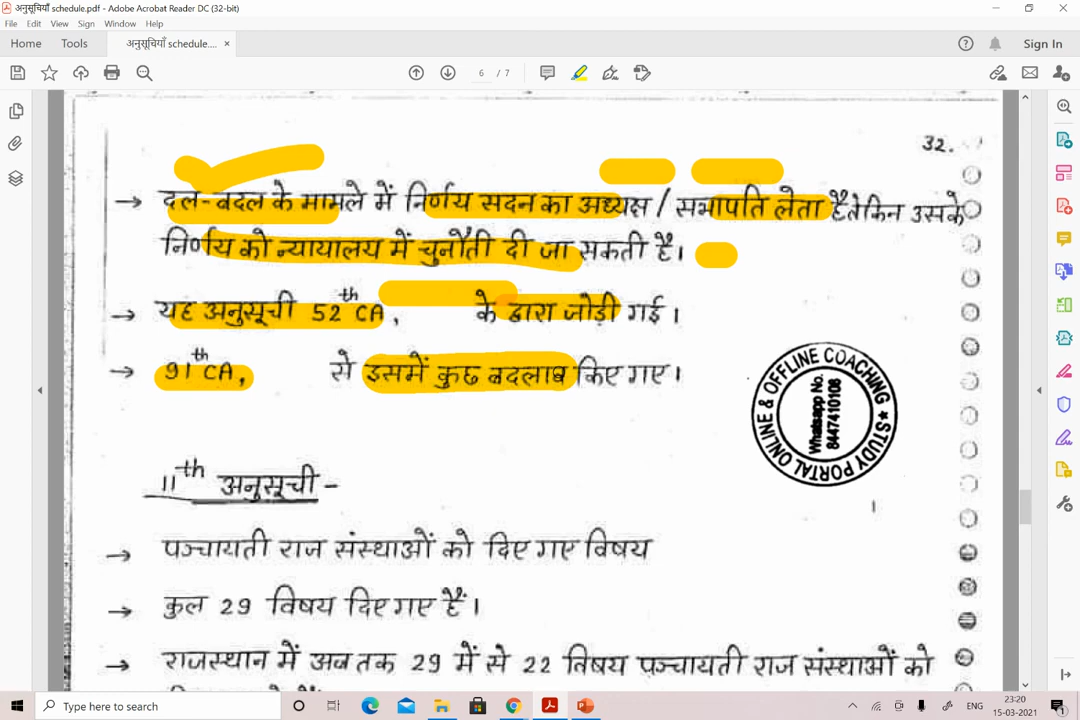 अनुसूचियाँ schedule.pdf - Adobe Acrobat Reader DC (32-bit)
File Edit View Sign Window Help
Home Tools अनुसूचियाँ schedule.... × Sign In
6 / 7
32.
→ दल-बदल के मामले में निर्णय सदन का अध्यक्ष / सभापति लेता है लेकिन उसके
निर्णय को न्यायालय में चुनौती दी जा सकती है।
→ यह अनुसूची 52th CA, के द्वारा जोड़ी गई।
→ 91th CA, से इसमें कुछ बदलाव किए गए।
STUDY PORTAL ONLINE & OFFLINE COACHING ★
Whatsapp No.
8447410108
11th अनुसूची -
→ पञ्चायती राज संस्थाओं को दिए गए विषय
→ कुल 29 विषय दिए गए हैं।
→ राजस्थान में अब तक 29 में से 22 विषय पञ्चायती राज संस्थाओं को
Type here to search
ENG
23:20
15-03-2021